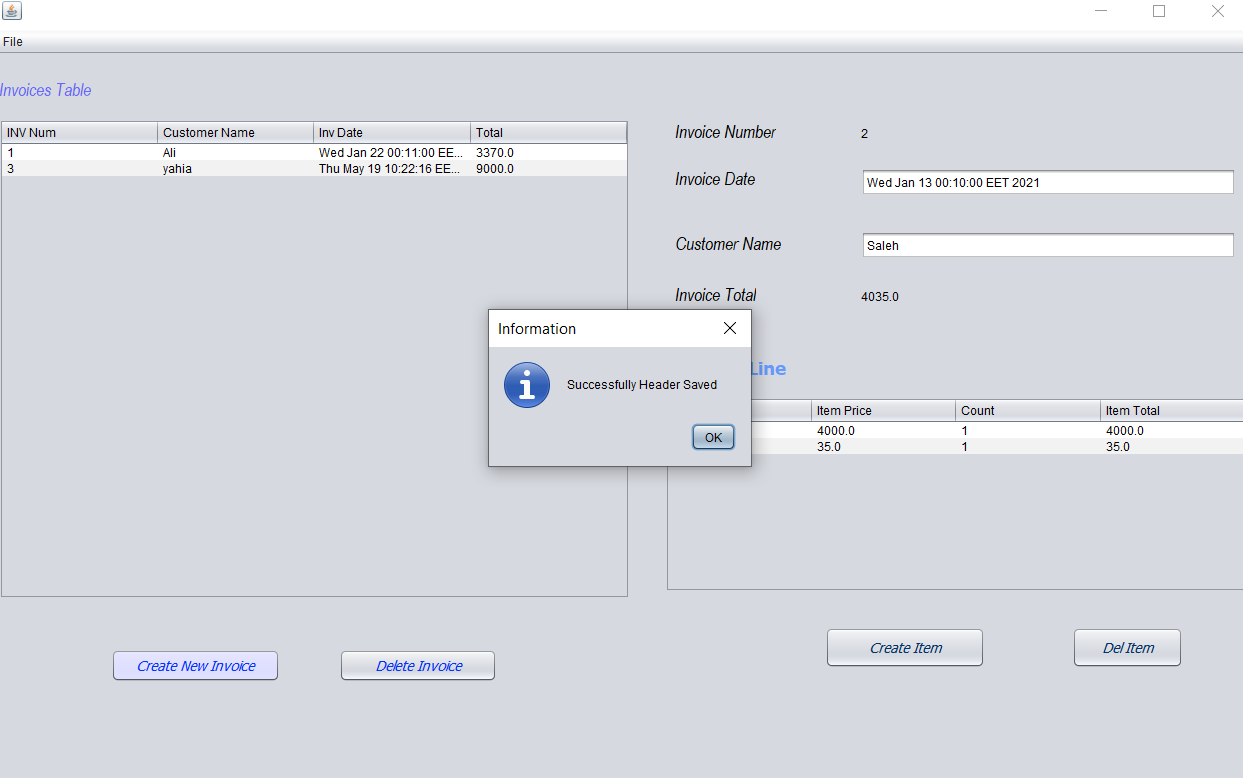 File
Invoices Table
INV Num Customer Name Inv Date Total
1 Ali Wed Jan 22 00:11:00 EE... 3370.0
3 yahia Thu May 19 10:22:16 EE... 9000.0
Create New Invoice Delete Invoice
Invoice Number 2
Invoice Date Wed Jan 13 00:10:00 EET 2021
Customer Name Saleh
Invoice Total 4035.0
Line
Item Price Count Item Total
4000.0 1 4000.0
35.0 1 35.0
Create Item Del Item
Information
Successfully Header Saved
OK